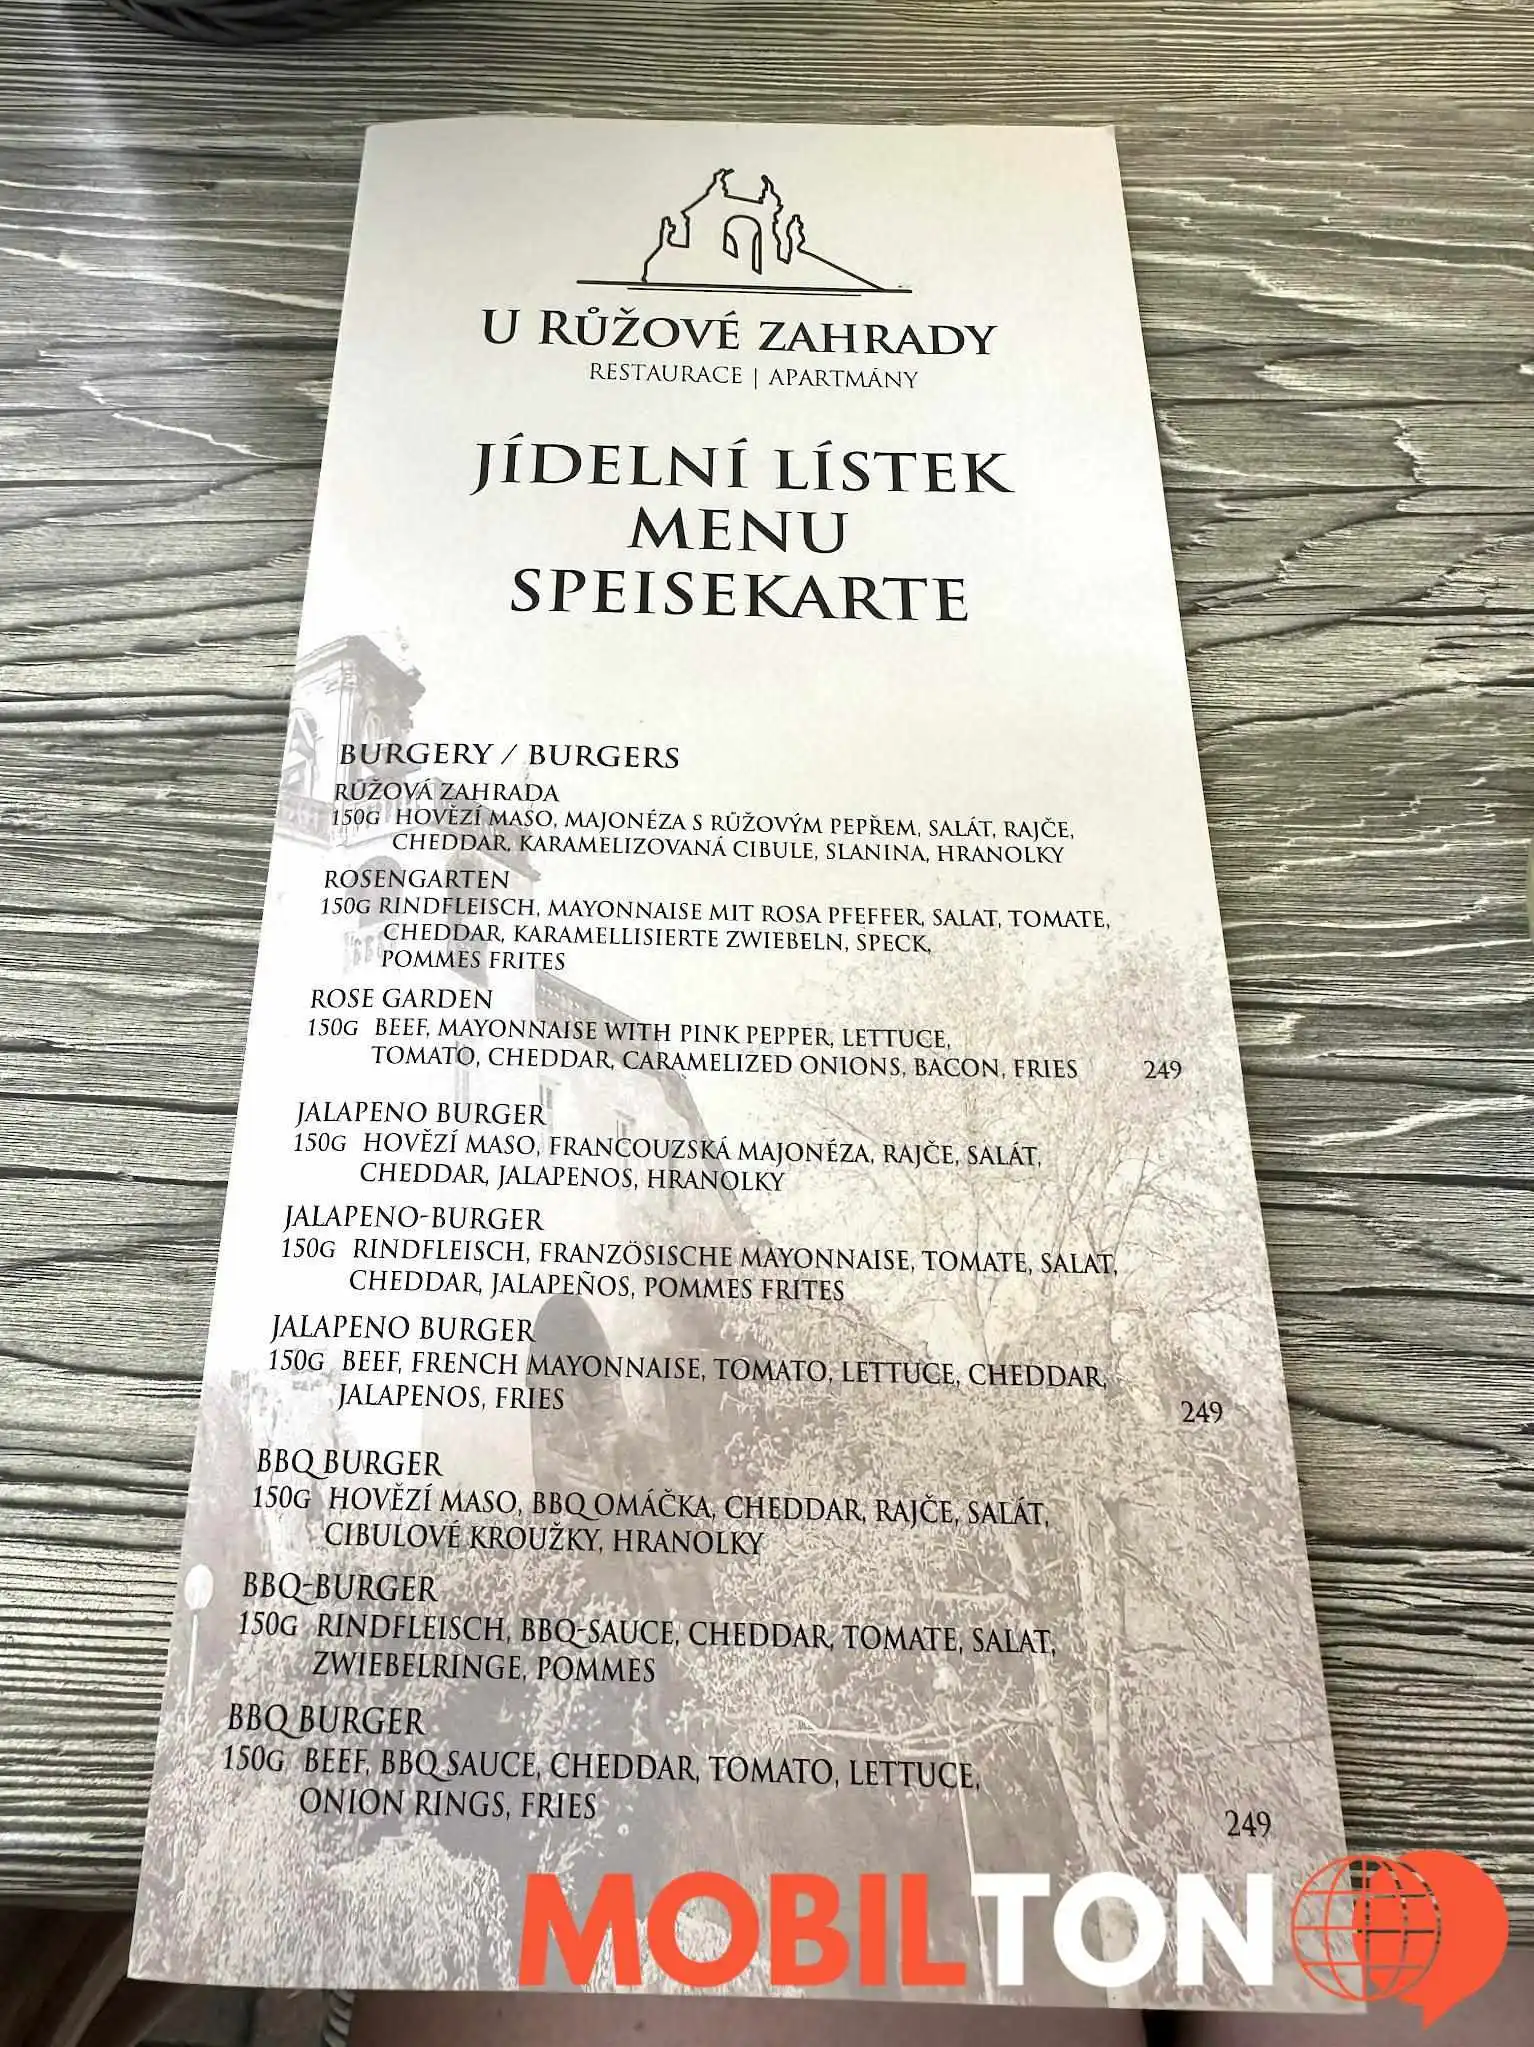 U RŮŽOVÉ ZAHRADY
RESTAURACE | APARTMÁNY
JÍDELNÍ LÍSTEK
MENU
SPEISEKARTE
BURGERY / BURGERS
RŮŽOVÁ ZAHRADA
150G HOVĚZÍ MASO, MAJONÉZA S RŮŽOVÝM PEPŘEM, SALÁT, RAJČE,
CHEDDAR, KARAMELIZOVANÁ CIBULE, SLANINA, HRANOLKY
ROSENGARTEN
150G RINDFLEISCH, MAYONNAISE MIT ROSA PFEFFER, SALAT, TOMATE,
CHEDDAR, KARAMELLISIERTE ZWIEBELN, SPECK,
POMMES FRITES
ROSE GARDEN
150G BEEF, MAYONNAISE WITH PINK PEPPER, LETTUCE,
TOMATO, CHEDDAR, CARAMELIZED ONIONS, BACON, FRIES 249
JALAPENO BURGER
150G HOVĚZÍ MASO, FRANCOUZSKÁ MAJONÉZA, RAJČE, SALÁT,
CHEDDAR, JALAPENOS, HRANOLKY
JALAPENO-BURGER
150G RINDFLEISCH, FRANZÖSISCHE MAYONNAISE, TOMATE, SALAT,
CHEDDAR, JALAPEÑOS, POMMES FRITES
JALAPENO BURGER
150G BEEF, FRENCH MAYONNAISE, TOMATO, LETTUCE, CHEDDAR,
JALAPENOS, FRIES 249
BBQ BURGER
150G HOVĚZÍ MASO, BBQ OMÁČKA, CHEDDAR, RAJČE, SALÁT,
CIBULOVÉ KROUŽKY, HRANOLKY
BBQ-BURGER
150G RINDFLEISCH, BBQ-SAUCE, CHEDDAR, TOMATE, SALAT,
ZWIEBELRINGE, POMMES
BBQ BURGER
150G BEEF, BBQ SAUCE, CHEDDAR, TOMATO, LETTUCE,
ONION RINGS, FRIES 249
MOBILTON